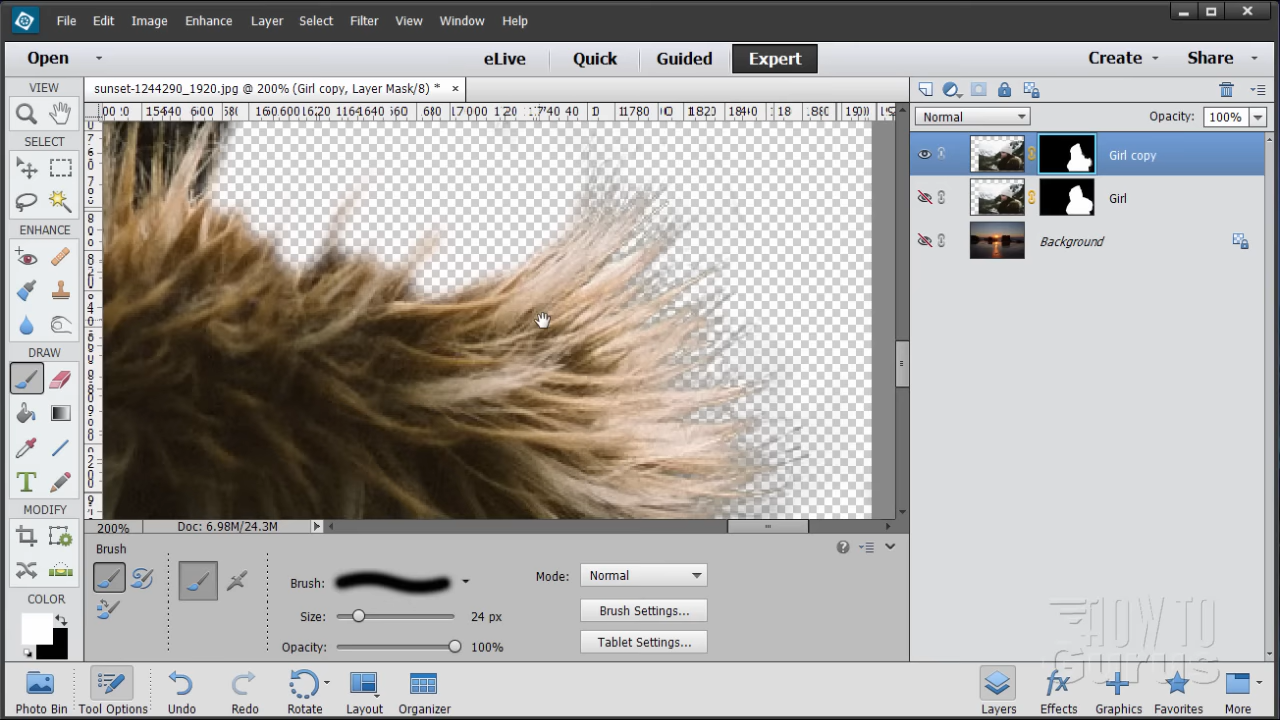 File Edit Image Enhance Layer Select Filter View Window Help
Open eLive Quick Guided Expert Create Share
VIEW
sunset-1244290_1920.jpg @ 200% (Girl copy, Layer Mask/8) *
Normal Opacity: 100%
SELECT
Girl copy
Girl
ENHANCE
Background
DRAW
MODIFY
200% Doc: 6.98M/24.3M
Brush
Brush: Mode: Normal
COLOR
Size: 24 px Brush Settings...
Opacity: 100% Tablet Settings...
HOW TO
Gurus
Photo Bin Tool Options Undo Redo Rotate Layout Organizer Layers Effects Graphics Favorites More